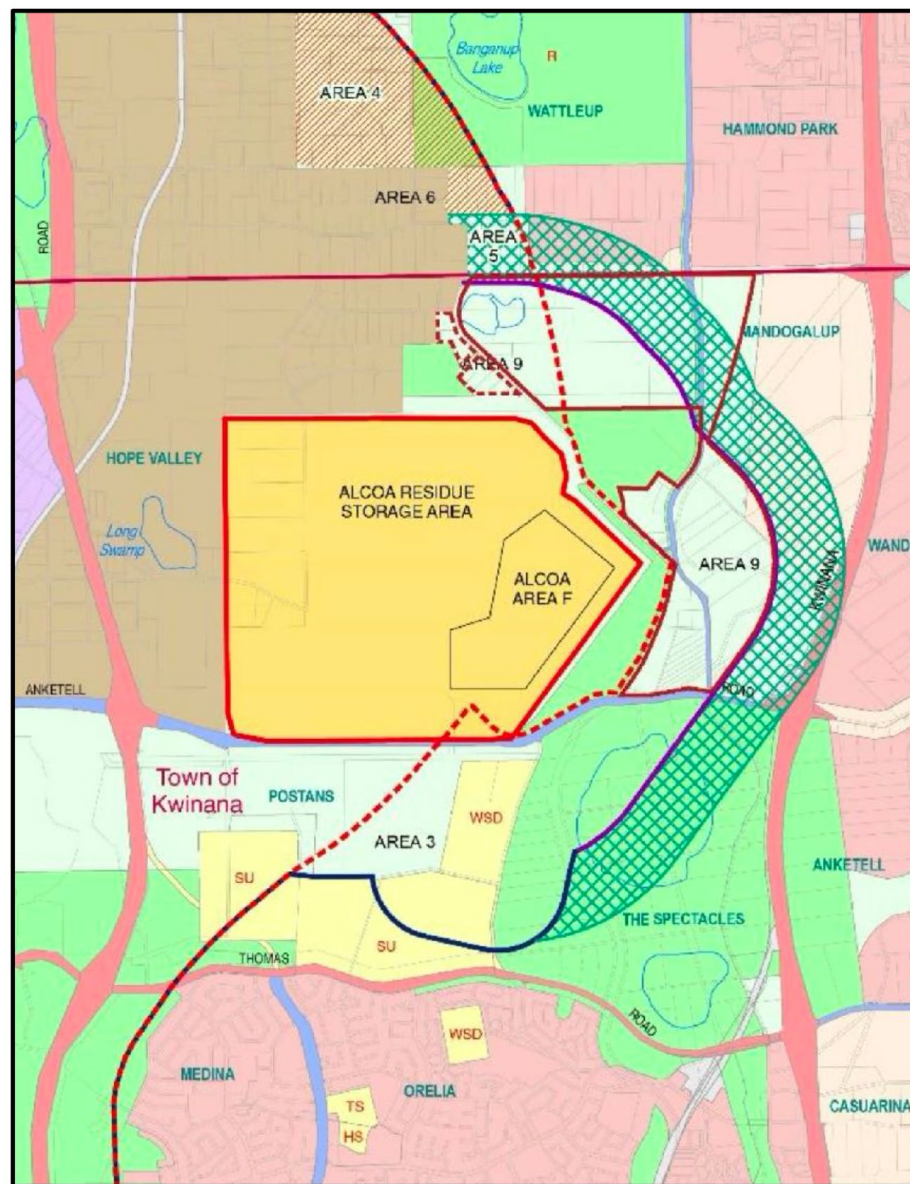 Banganup
Lake
R
AREA 4
WATTLEUP
HAMMOND PARK
AREA 6
ROAD
AREA
5
MANDOGALUP
AREA 9
HOPE VALLEY
ALCOA RESIDUE
STORAGE AREA
Long
Swamp
ALCOA
AREA F
AREA 9
WAND
KWINANA
ANKETELL
ROAD
Town of
Kwinana
POSTANS
WSD
AREA 3
SU
ANKETELL
THE SPECTACLES
SU
THOMAS
ROAD
WSD
MEDINA
ORELIA
TS
HS
CASUARINA